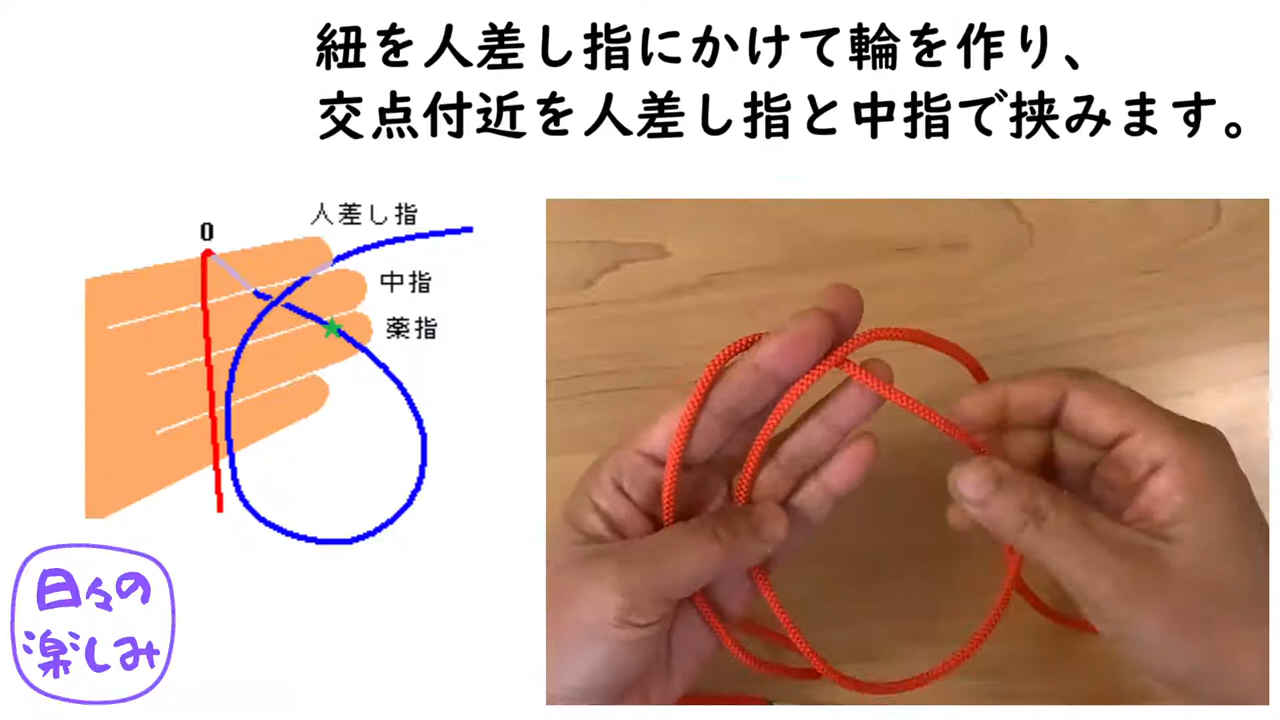 紐を人差し指にかけて輪を作り、
交点付近を人差し指と中指で挟みます。
人差し指
0
中指
薬指
日々の
楽しみ